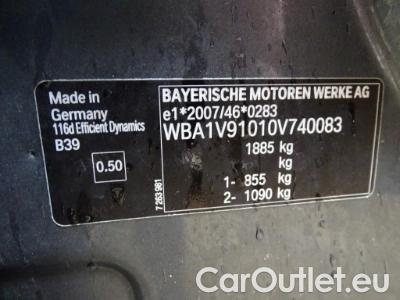 Made in
Germany
116d Efficient Dynamics
B39
0.50
7 263 981
BAYERISCHE MOTOREN WERKE AG
e1*2007/46*0283
WBA1V91010V740083
1885 kg
kg
1- 855 kg
2- 1090 kg
CarOutlet.eu